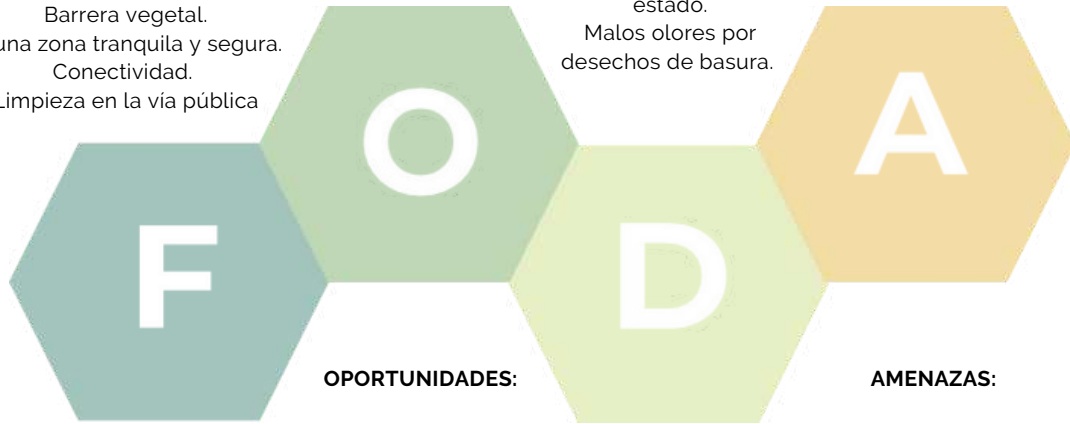 Barrera vegetal.
una zona tranquila y segura.
Conectividad.
Limpieza en la vía pública
estado.
Malos olores por
desechos de basura.
F
O
D
A
OPORTUNIDADES:
AMENAZAS: